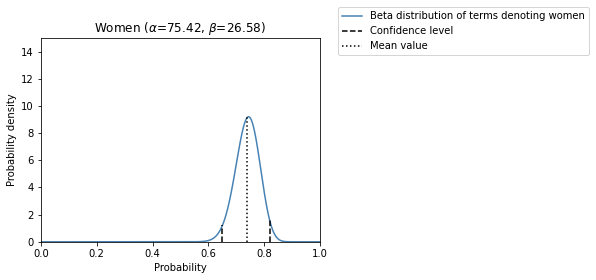 Women (α=75.42, β=26.58)
Beta distribution of terms denoting women
Confidence level
Mean value
14
12
10
8
6
4
2
0
Probability density
0.0 0.2 0.4 0.6 0.8 1.0
Probability